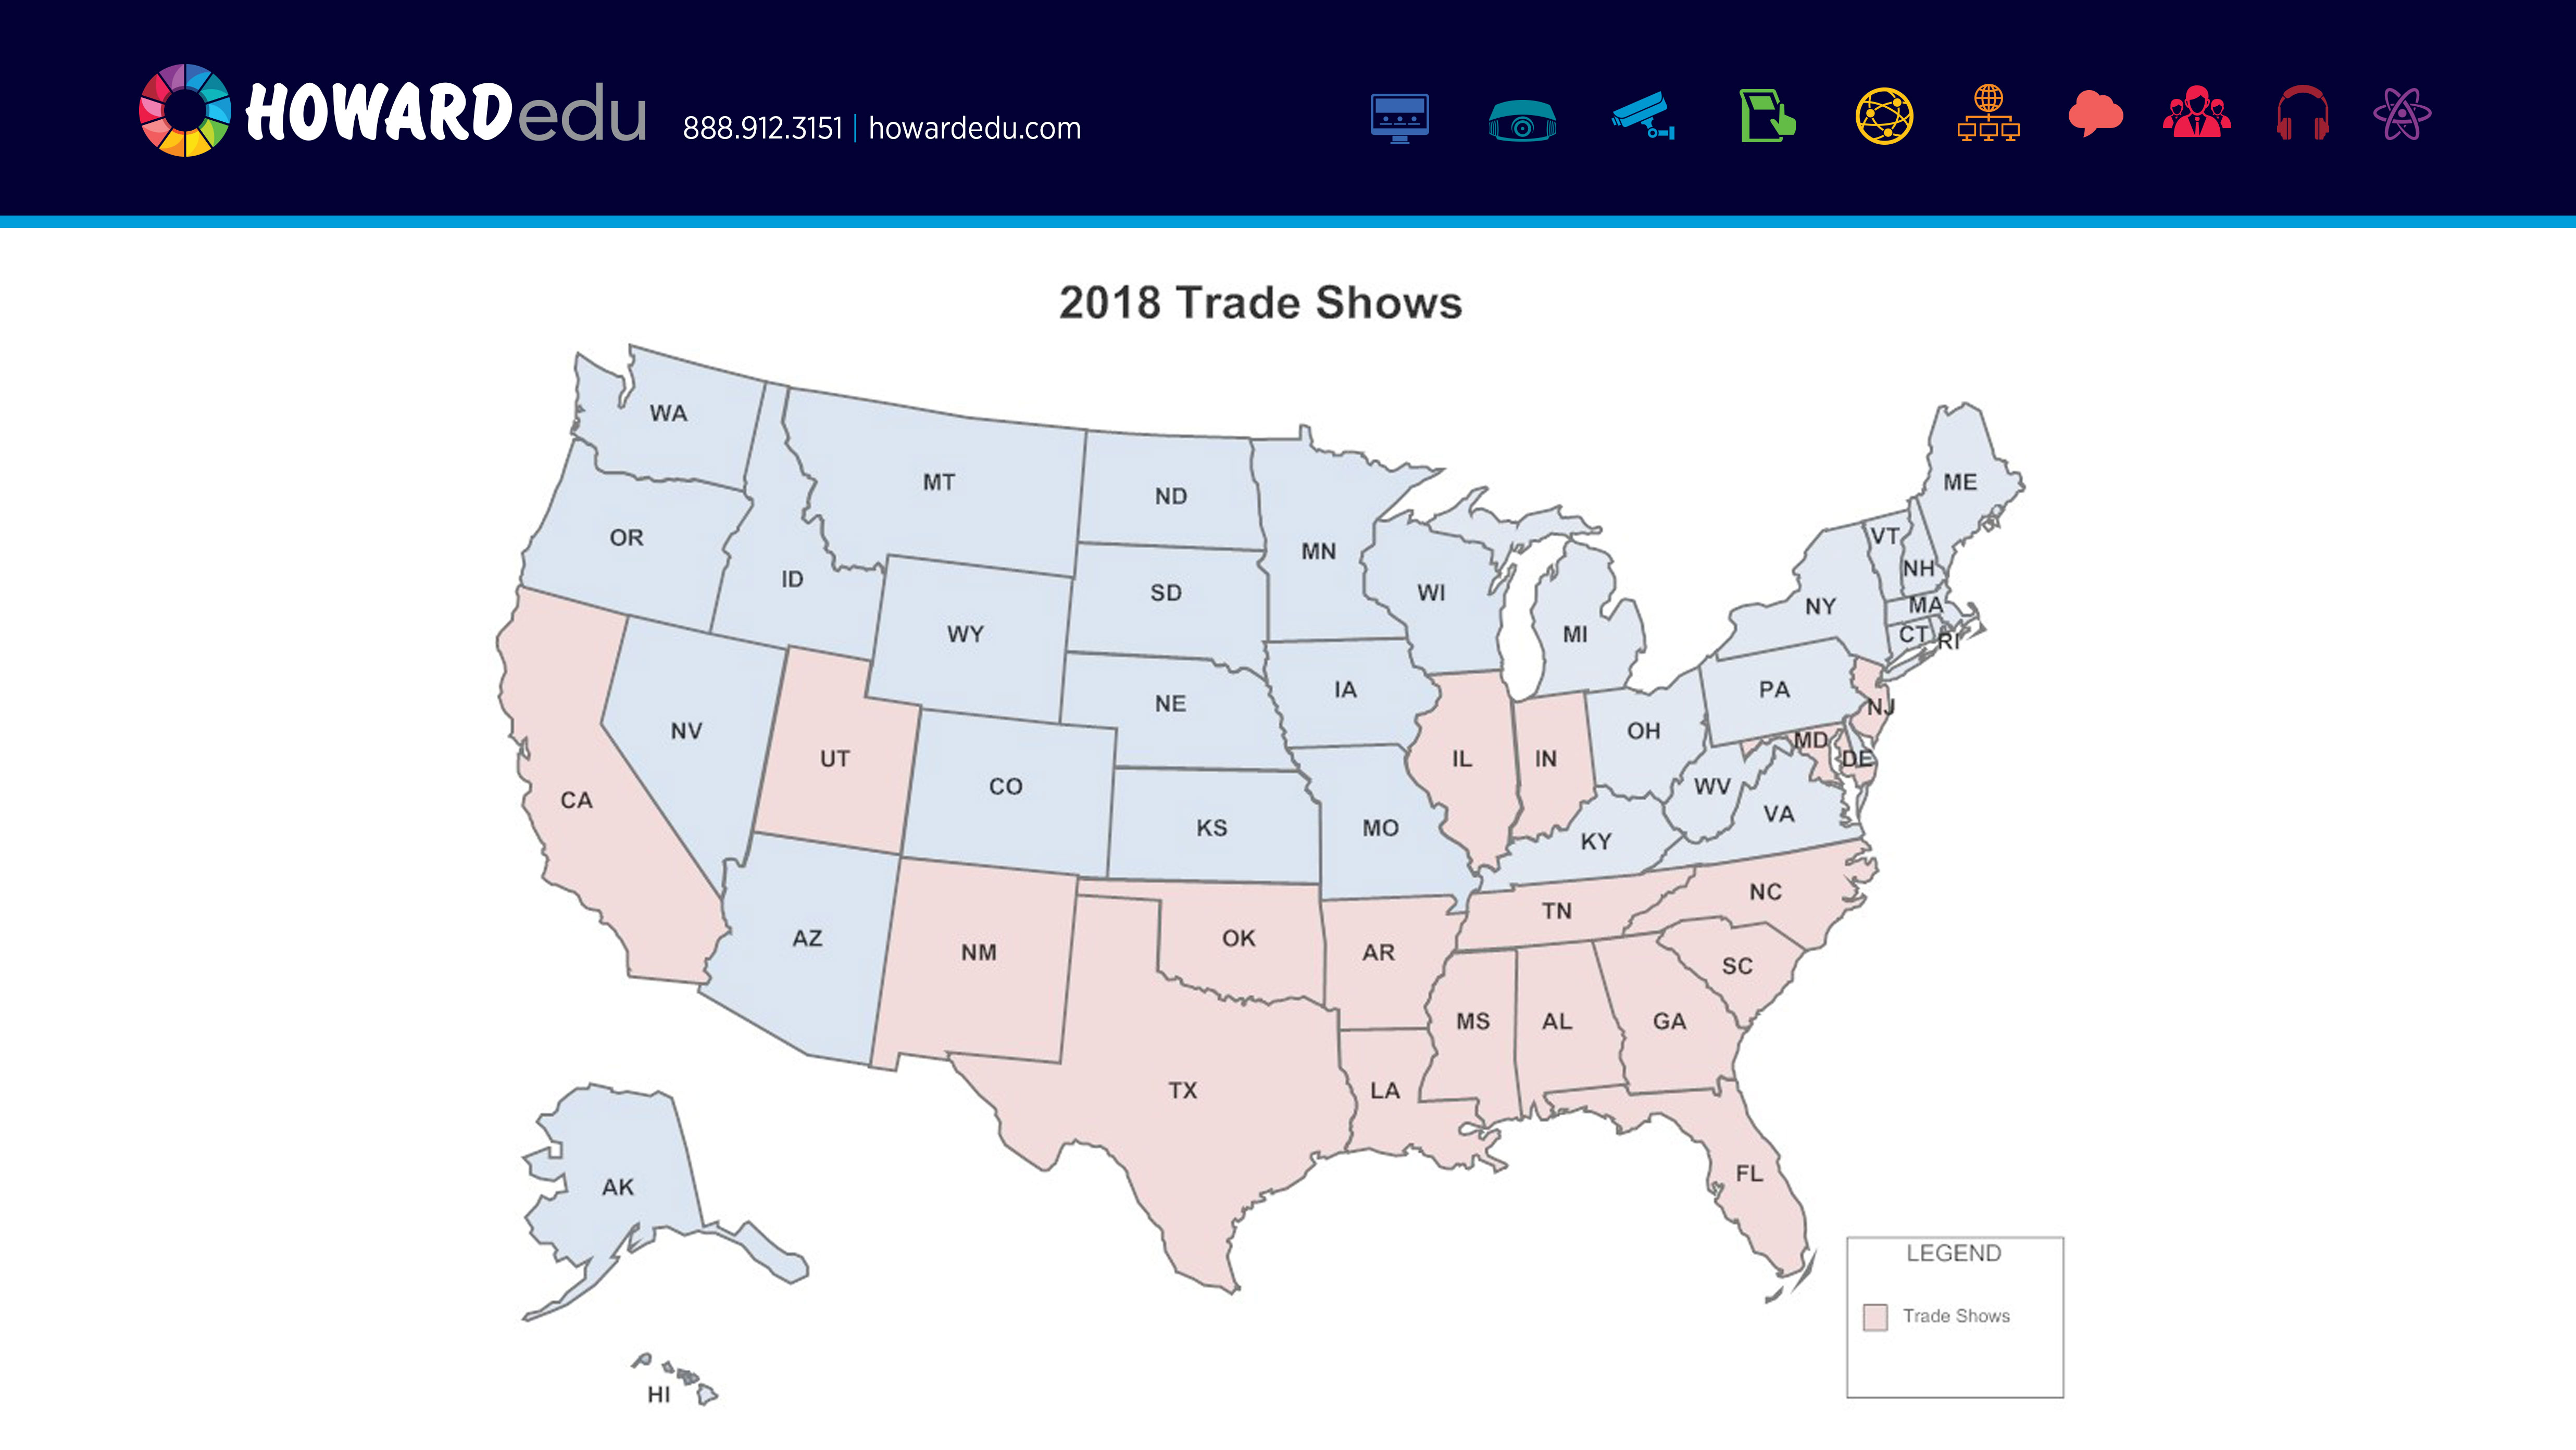 HOWARD edu 888.912.3151 | howardedu.com
2018 Trade Shows
WA
MT
ND
ME
OR
MN
VT
ID
SD
WI
NH
WY
NY
MA
MI
CT RI
NE
IA
PA
NV
UT
OH
NJ
CO
IL
IN
MD
DE
CA
KS
MO
WV
VA
KY
NC
AZ
NM
OK
AR
TN
SC
TX
LA
MS
AL
GA
AK
FL
HI
LEGEND
Trade Shows